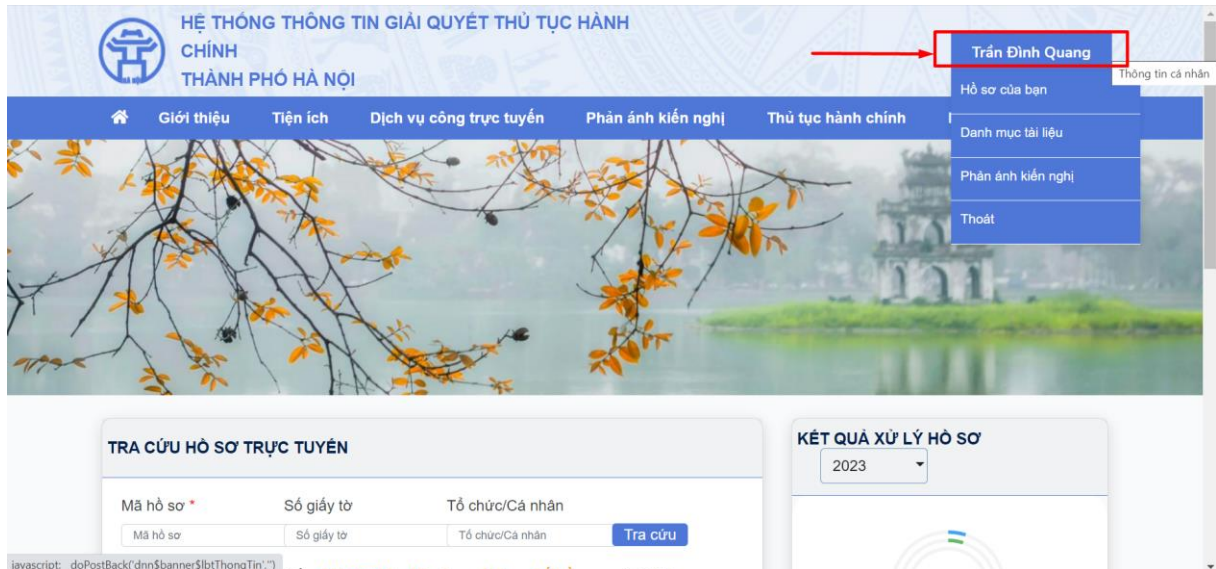 HỆ THỐNG THÔNG TIN GIẢI QUYẾT THỦ TỤC HÀNH
CHÍNH
THÀNH PHỐ HÀ NỘI
HÀ NỘI
Trần Đình Quang
Thông tin cá nhân
Hồ sơ của bạn
Danh mục tài liệu
Phản ánh kiến nghị
Thoát
Giới thiệu Tiện ích Dịch vụ công trực tuyến Phản ánh kiến nghị Thủ tục hành chính
TRA CỨU HỒ SƠ TRỰC TUYẾN
Mã hồ sơ * Số giấy tờ Tổ chức/Cá nhân
Mã hồ sơ Số giấy tờ Tổ chức/Cá nhân Tra cứu
KẾT QUẢ XỬ LÝ HỒ SƠ
2023
javascript:__doPostBack('dnn$banner$lbtThongTin','')